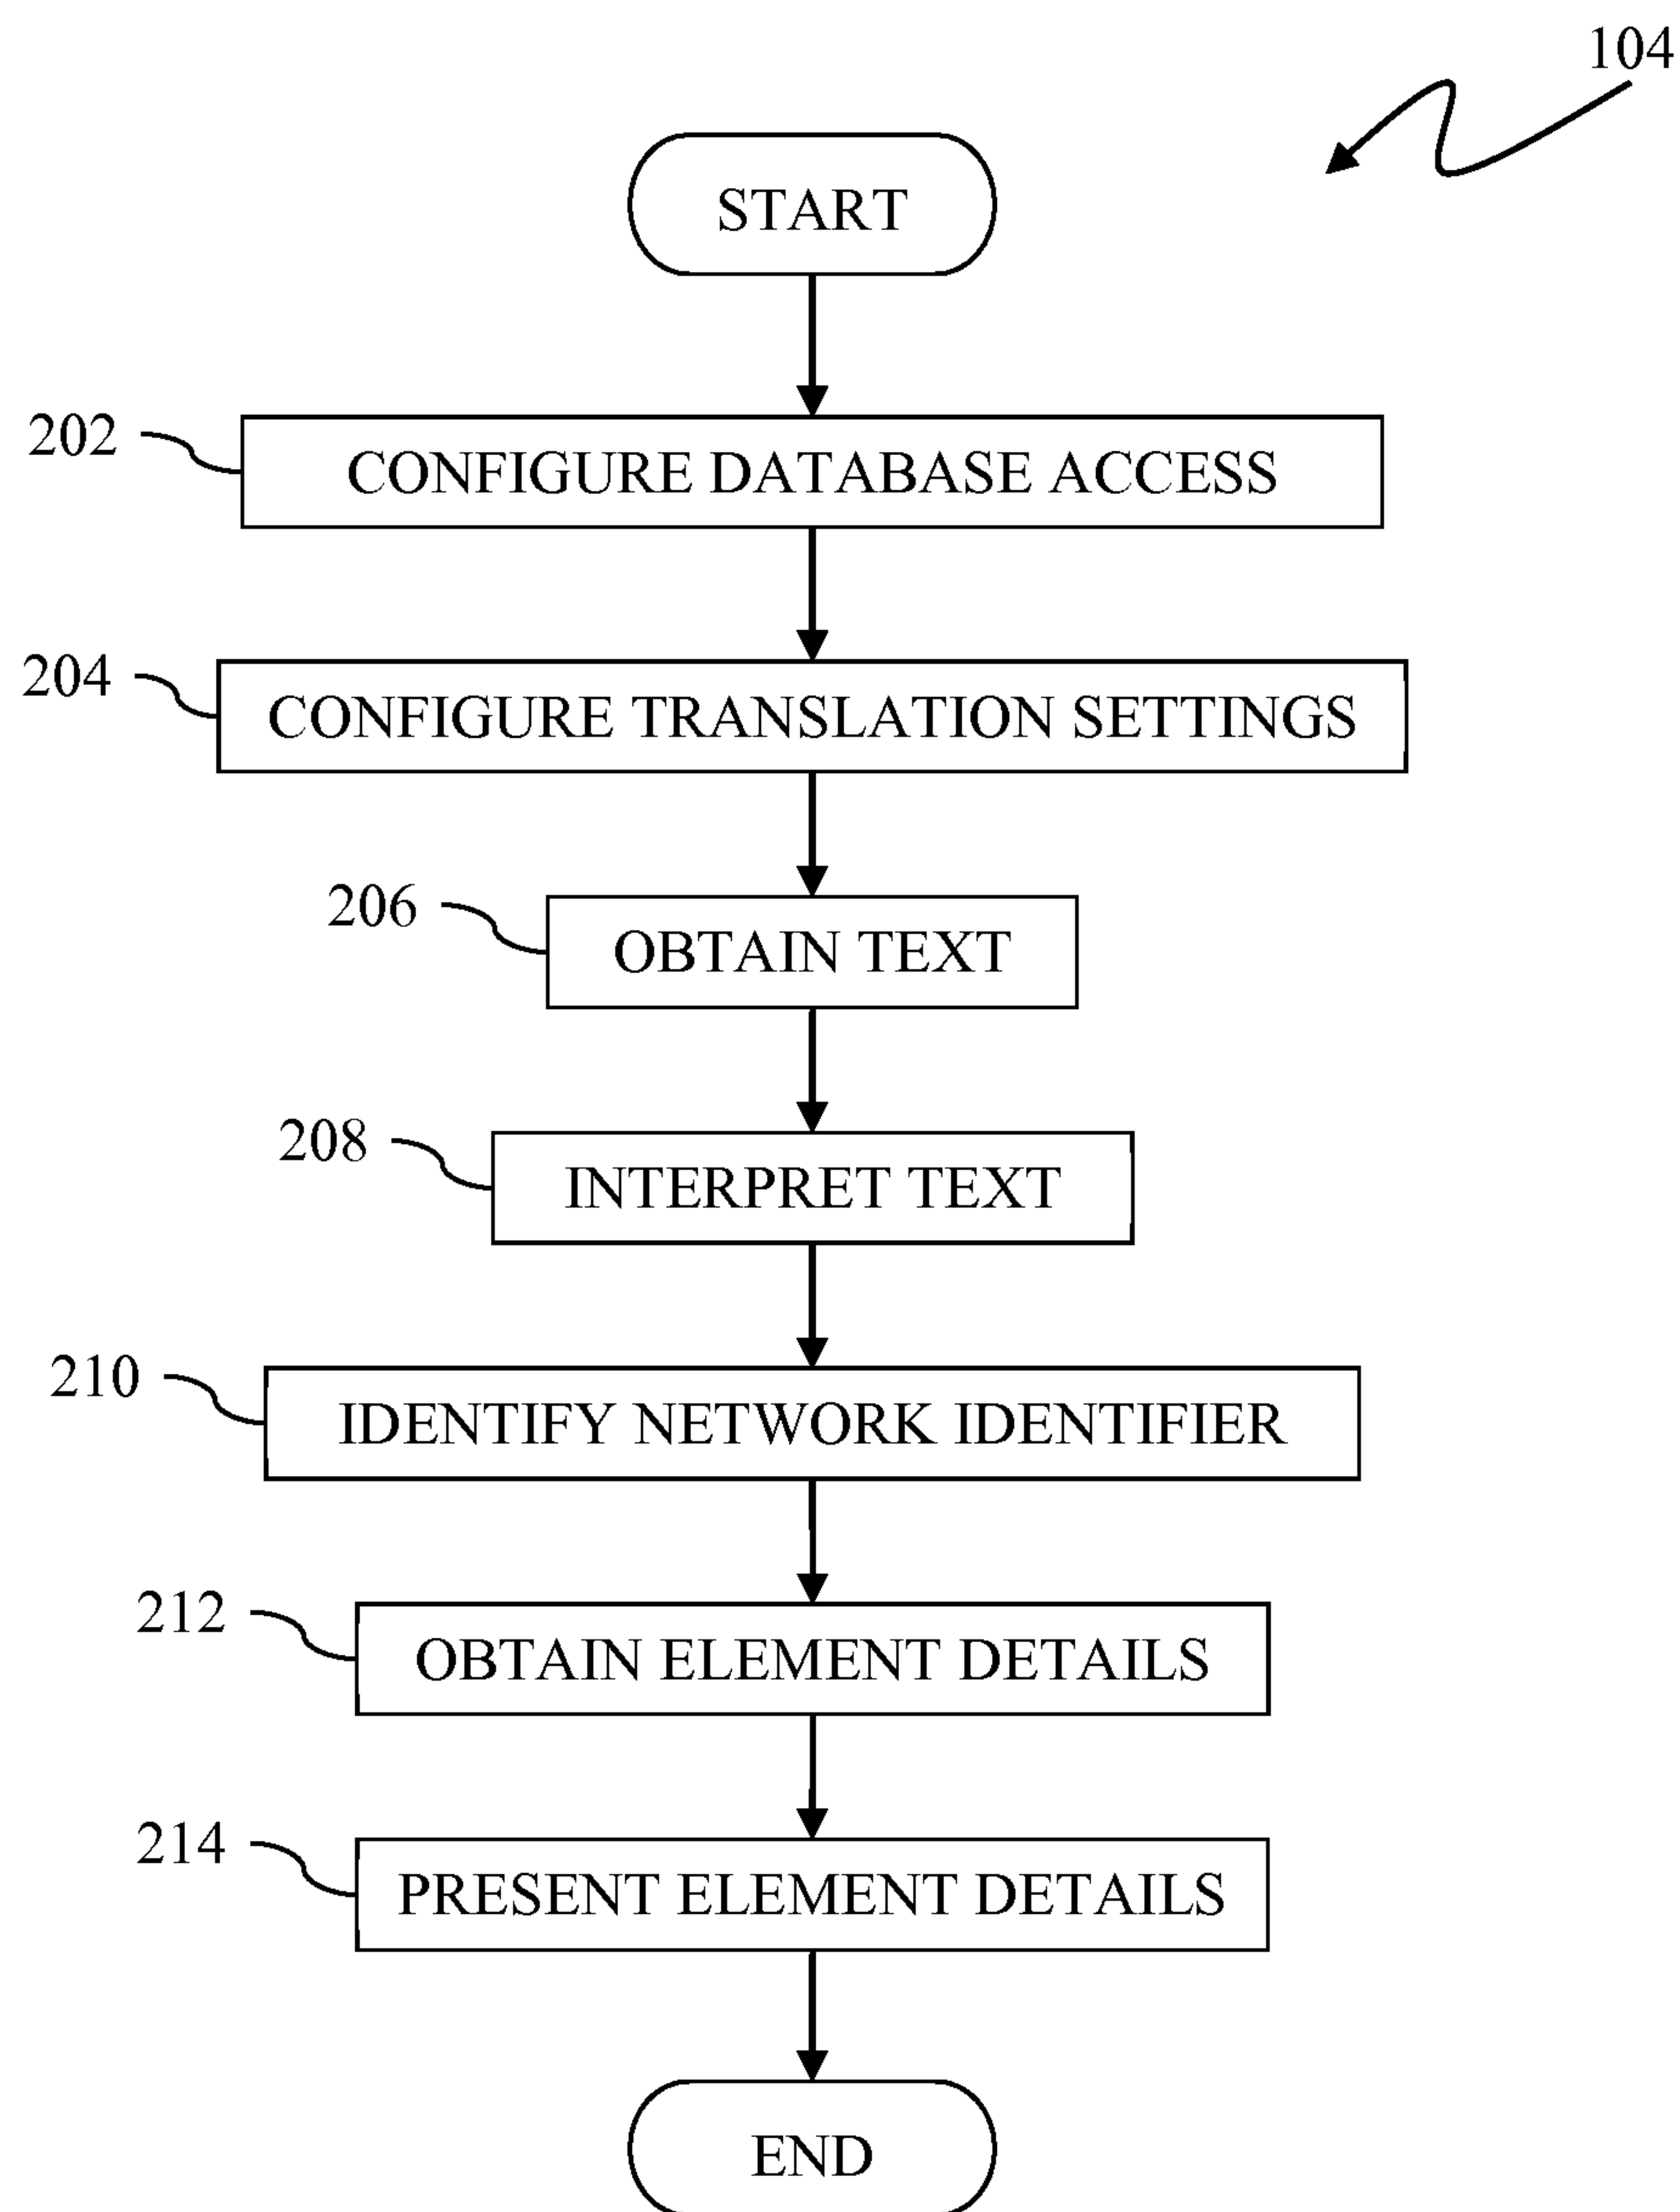 104
START
202
CONFIGURE DATABASE ACCESS
204
CONFIGURE TRANSLATION SETTINGS
206
OBTAIN TEXT
208
INTERPRET TEXT
210
IDENTIFY NETWORK IDENTIFIER
212
OBTAIN ELEMENT DETAILS
214
PRESENT ELEMENT DETAILS
END